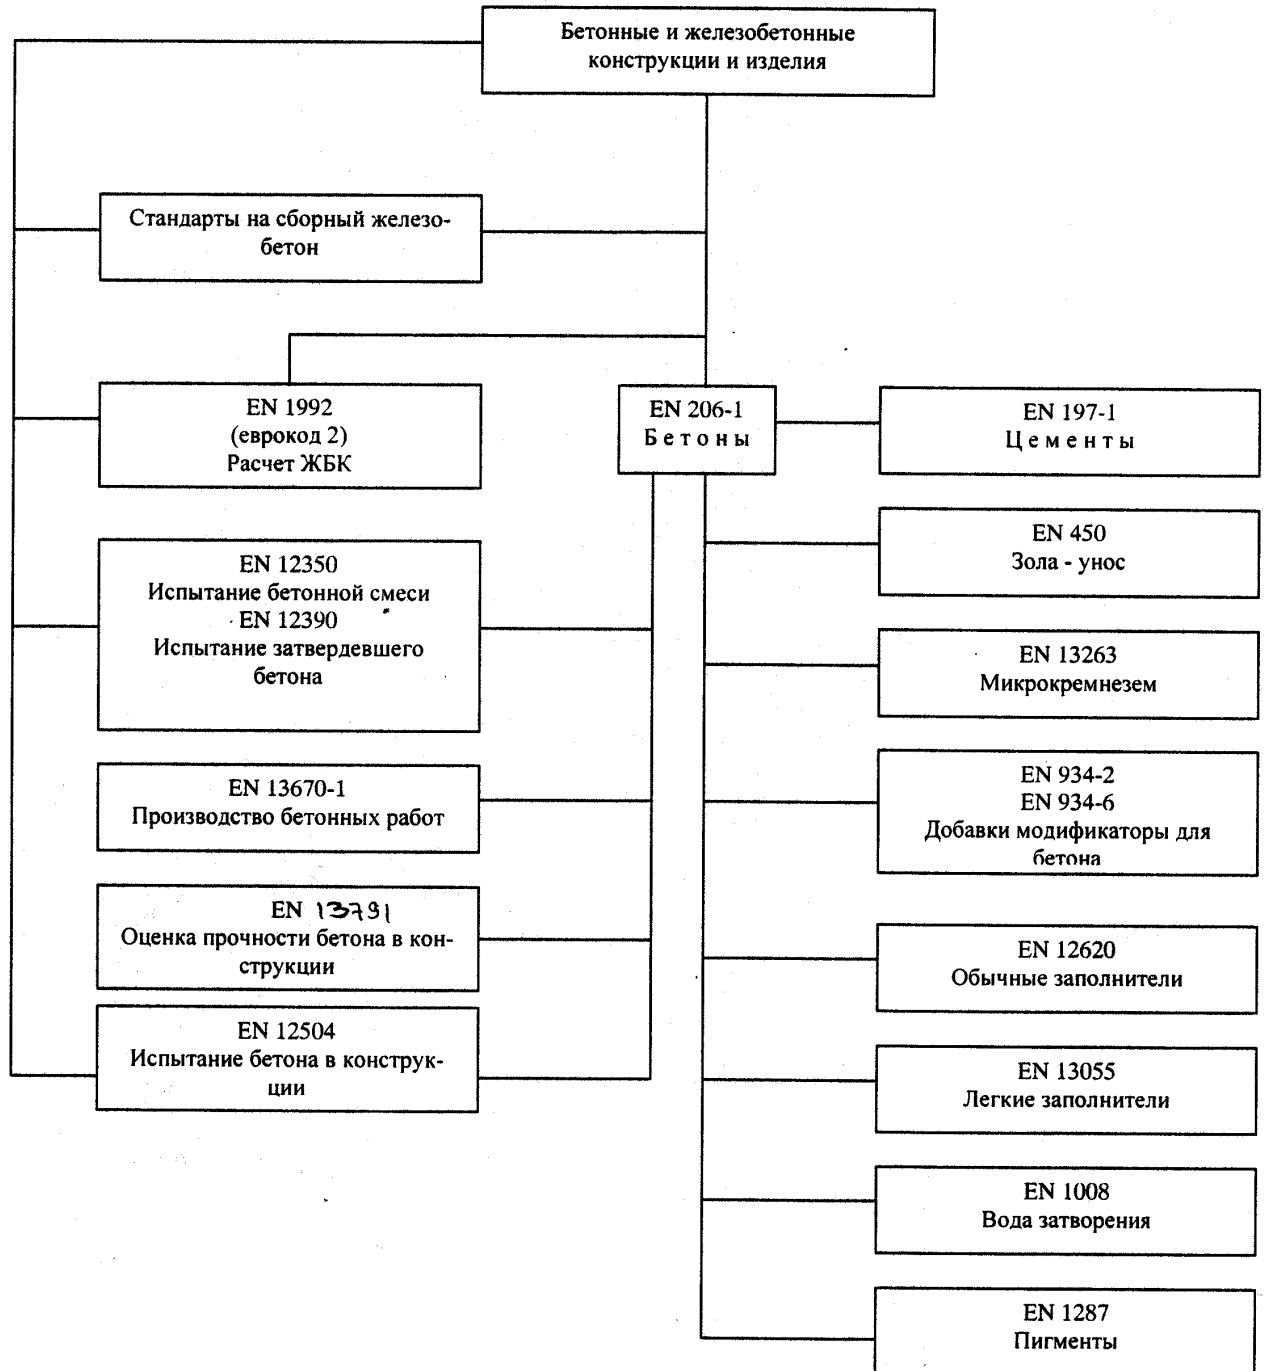 Бетонные и железобетонные
конструкции и изделия
Стандарты на сборный железо-
бетон
EN 1992
(еврокод 2)
Расчет ЖБК
EN 206-1
Б е т о н ы
EN 197-1
Ц е м е н т ы
EN 450
Зола - унос
EN 12350
Испытание бетонной смеси
EN 12390
Испытание затвердевшего
бетона
EN 13263
Микрокремнезем
EN 13670-1
Производство бетонных работ
EN 934-2
EN 934-6
Добавки модификаторы для
бетона
EN 13791
Оценка прочности бетона в кон-
струкции
EN 12620
Обычные заполнители
EN 12504
Испытание бетона в конструк-
ции
EN 13055
Легкие заполнители
EN 1008
Вода затворения
EN 1287
Пигменты